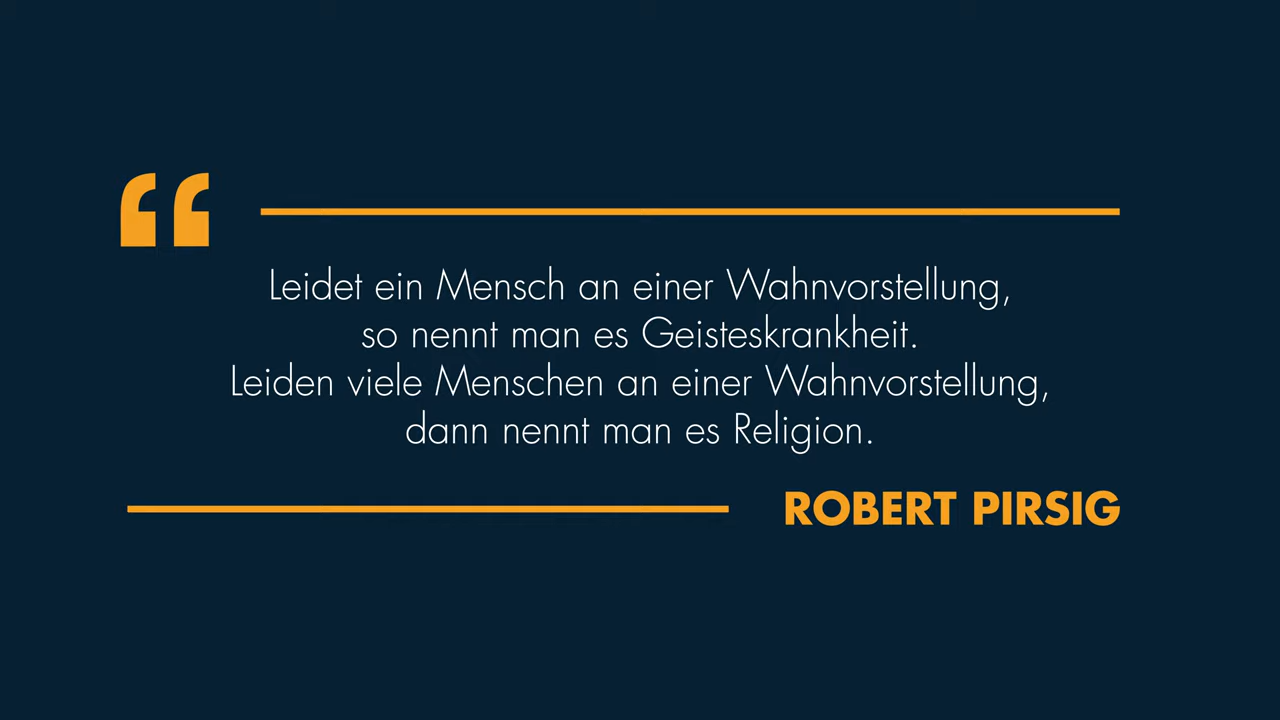 “
Leidet ein Mensch an einer Wahnvorstellung,
so nennt man es Geisteskrankheit.
Leiden viele Menschen an einer Wahnvorstellung,
dann nennt man es Religion.
ROBERT PIRSIG